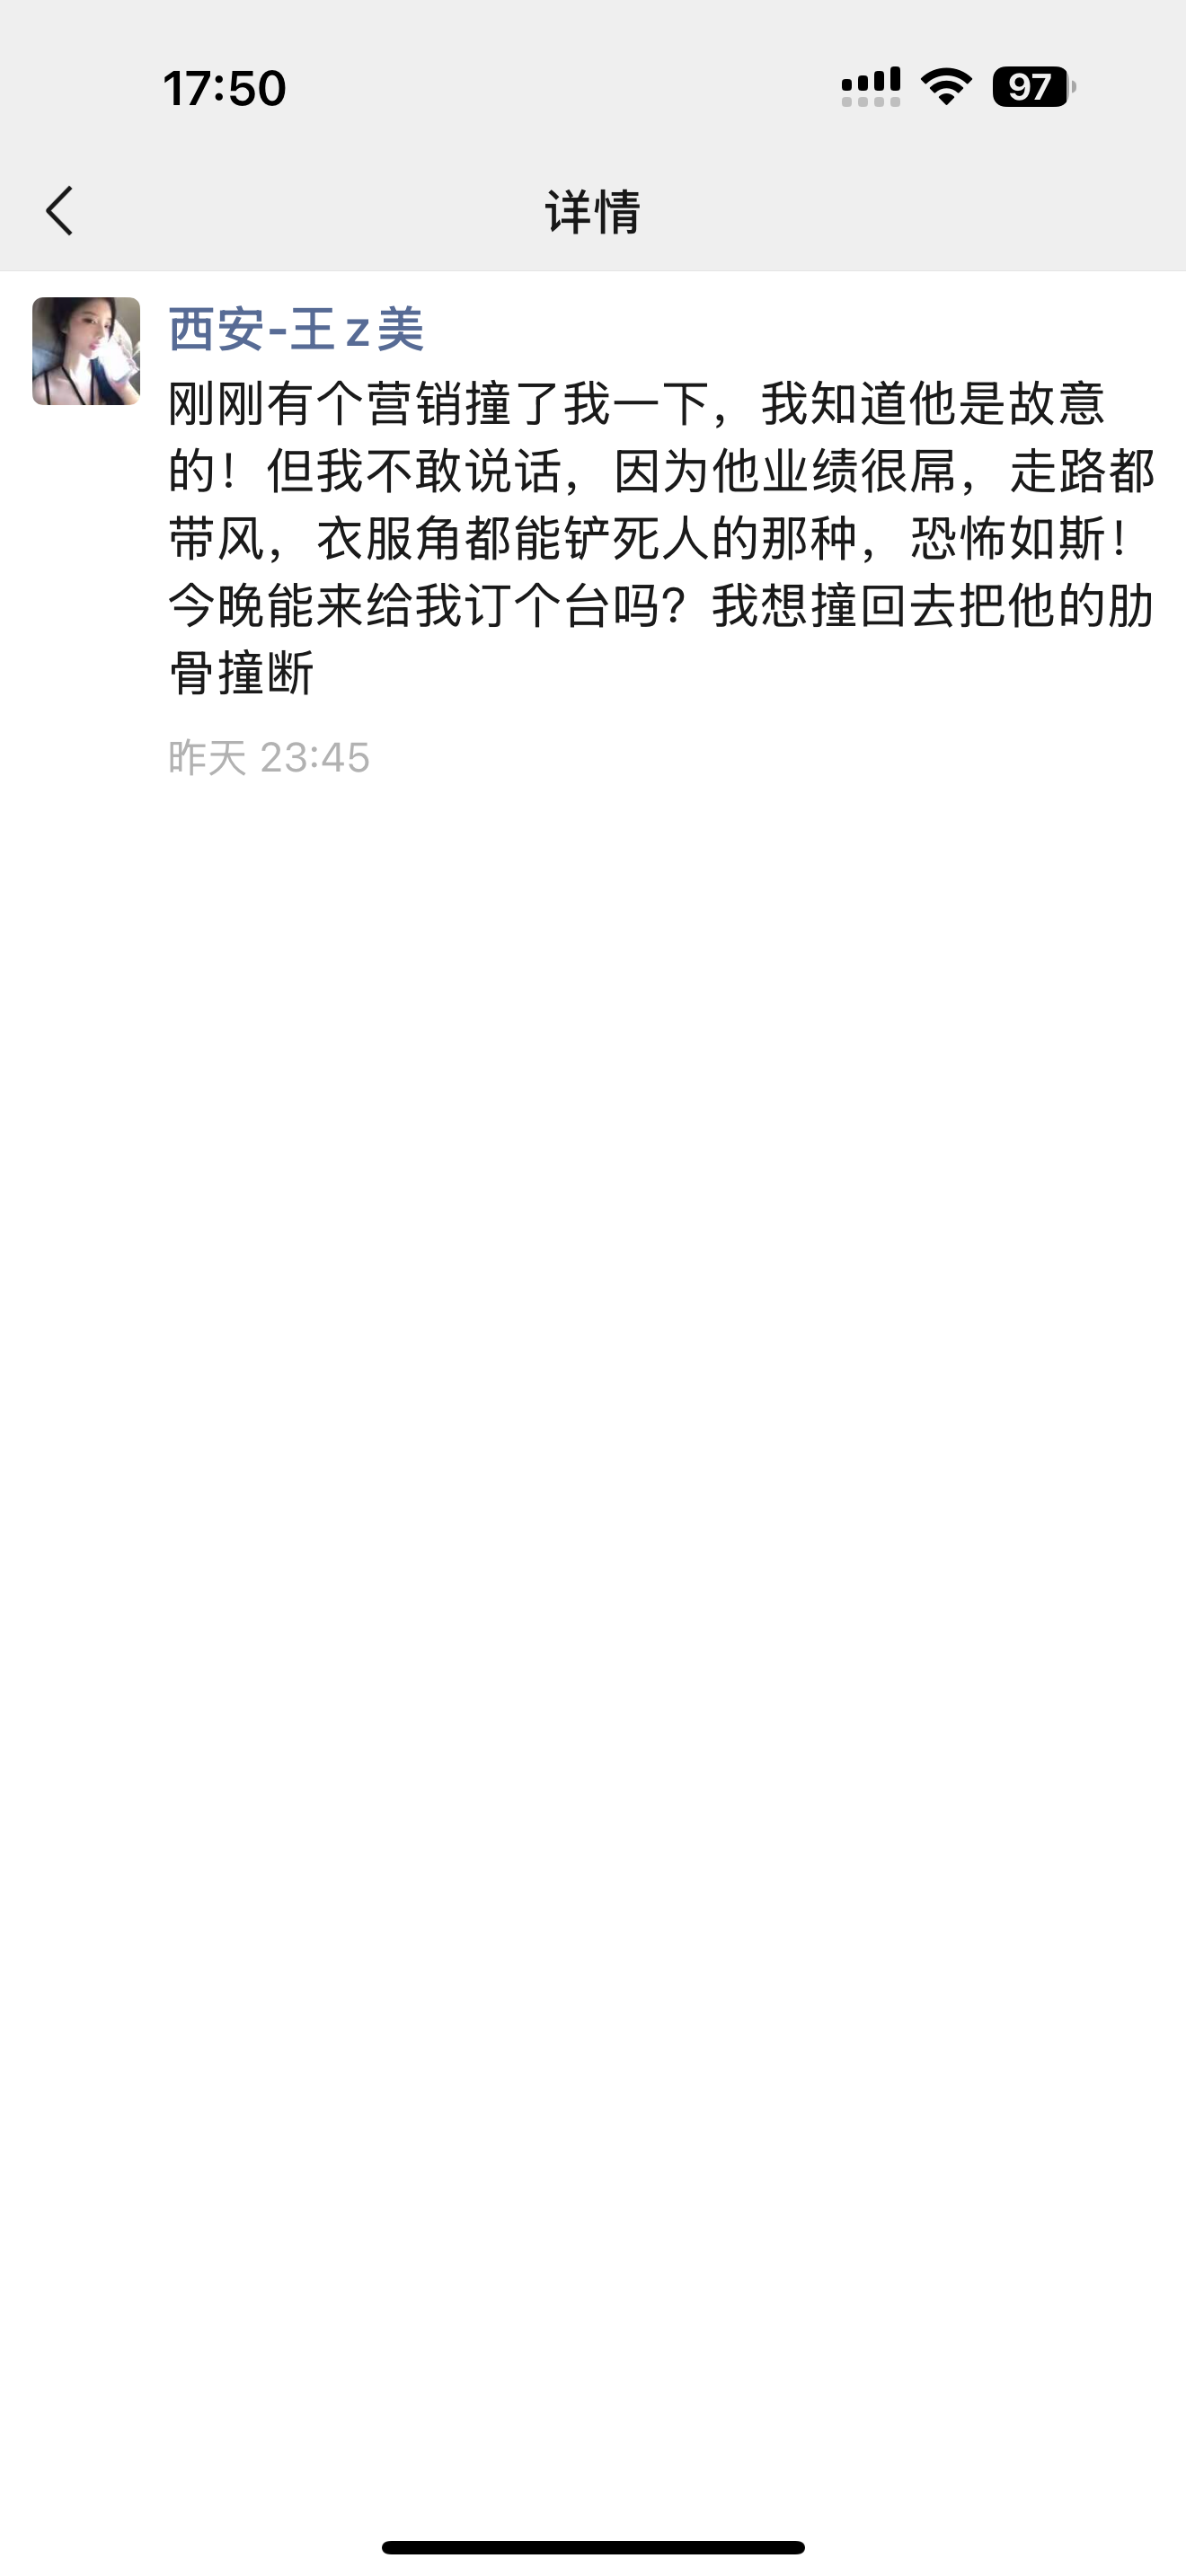 17:50
97
详情
西安-王z美
刚刚有个营销撞了我一下，我知道他是故意
的！但我不敢说话，因为他业绩很屌，走路都
带风，衣服角都能铲死人的那种，恐怖如斯！
今晚能来给我订个台吗？我想撞回去把他的肋
骨撞断
昨天 23:45